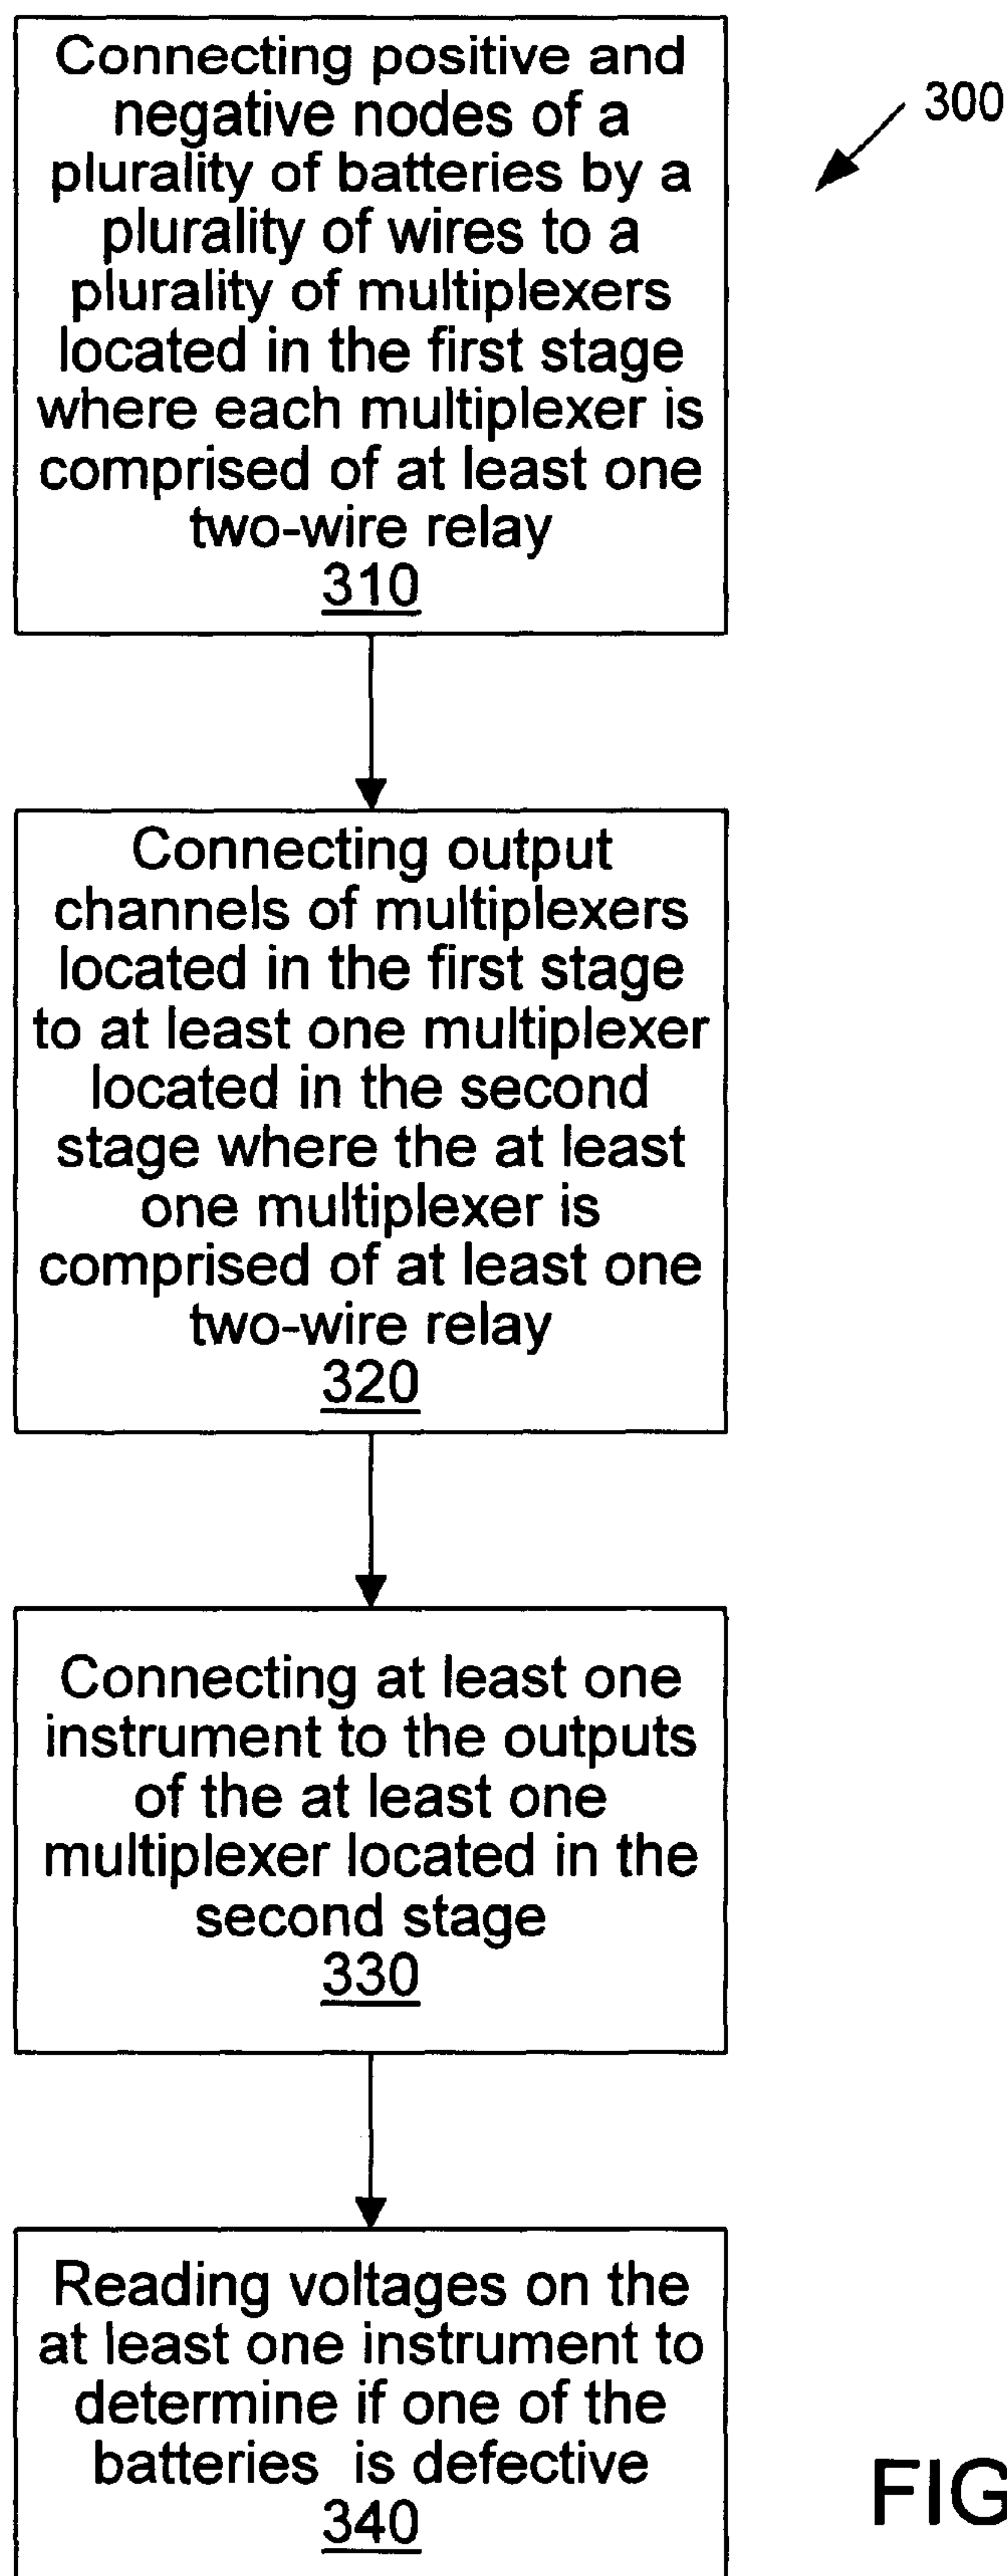 Connecting positive and
negative nodes of a
plurality of batteries by a
plurality of wires to a
plurality of multiplexers
located in the first stage
where each multiplexer is
comprised of at least one
two-wire relay
310
300
Connecting output
channels of multiplexers
located in the first stage
to at least one multiplexer
located in the second
stage where the at least
one multiplexer is
comprised of at least one
two-wire relay
320
Connecting at least one
instrument to the outputs
of the at least one
multiplexer located in the
second stage
330
Reading voltages on the
at least one instrument to
determine if one of the
batteries is defective
340
FIG